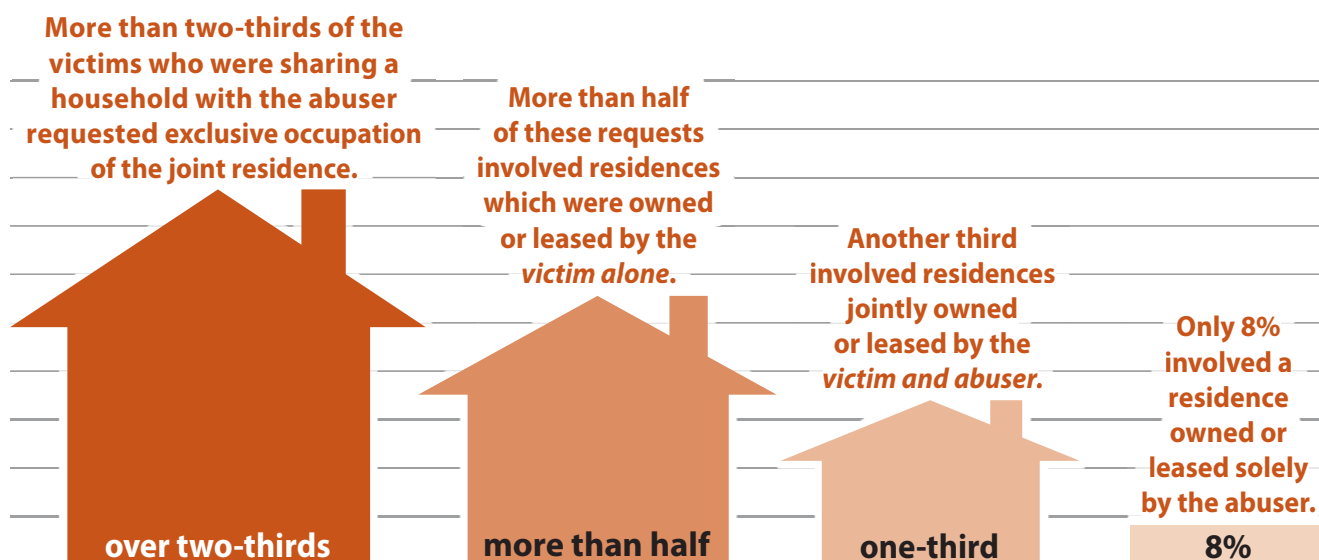 More than two-thirds of the
victims who were sharing a
household with the abuser
requested exclusive occupation
of the joint residence.
over two-thirds
More than half
of these requests
involved residences
which were owned
or leased by the
victim alone.
more than half
Another third
involved residences
jointly owned
or leased by the
victim and abuser.
one-third
Only 8%
involved a
residence
owned or
leased solely
by the abuser.
8%